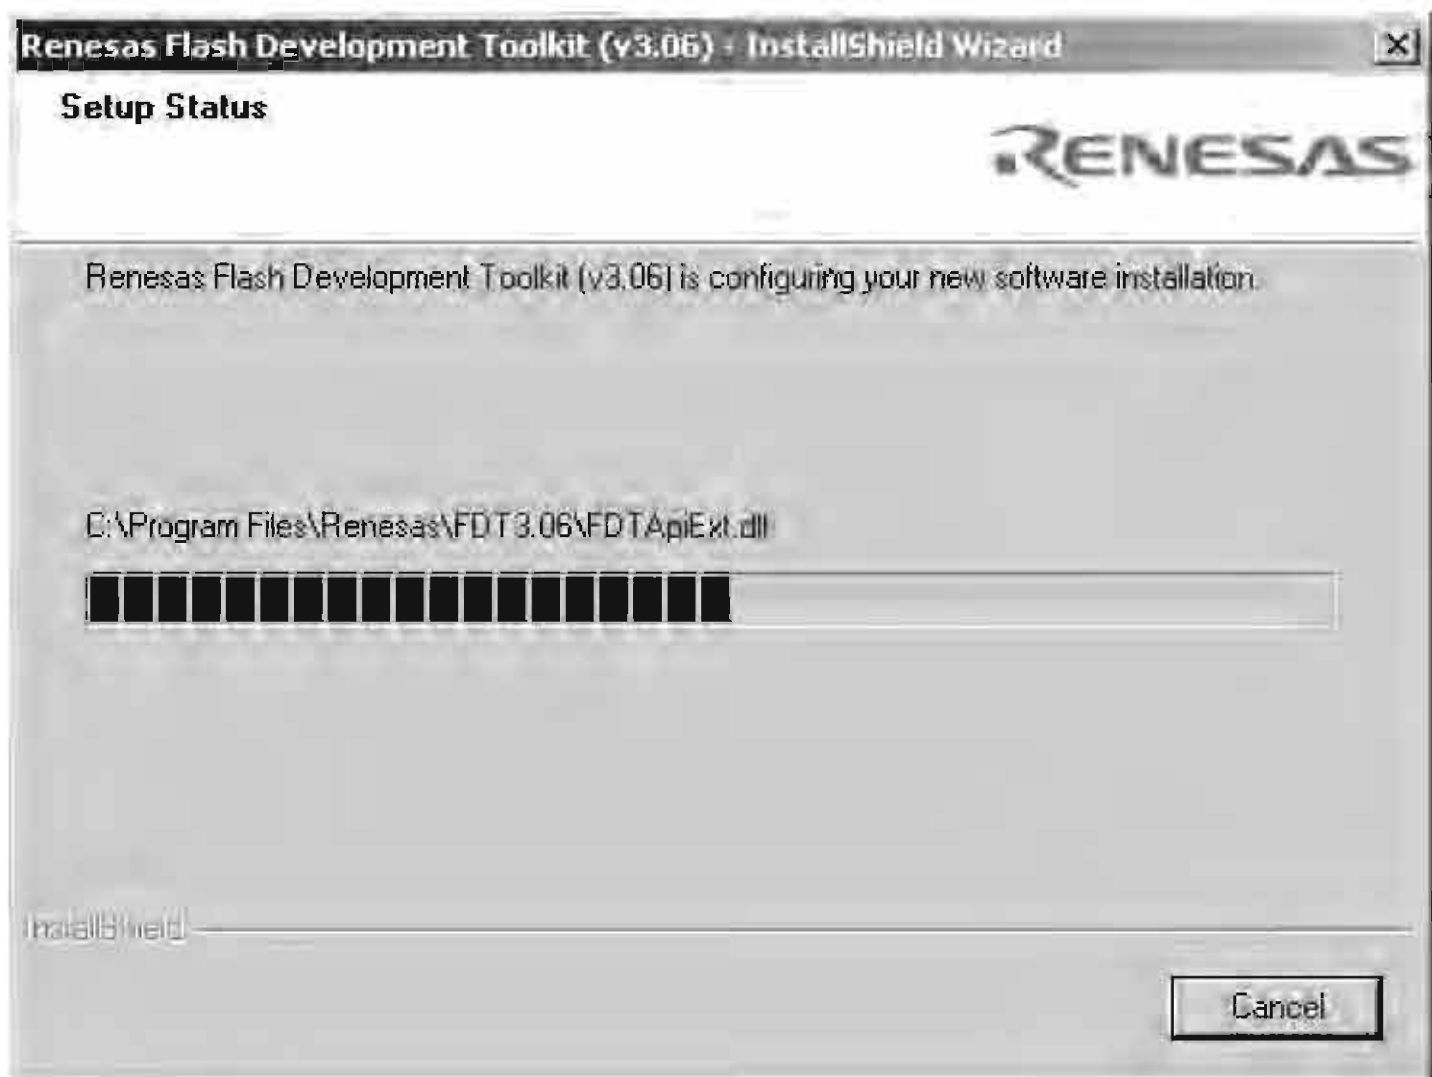 Renesas Flash Development Toolkit (v3.06) - InstallShield Wizard
Setup Status
RENESAS
Renesas Flash Development Toolkit (v3.06) is configuring your new software installation.
C:\Program Files\Renesas\FDT3.06\FDTApiExt.dll
InstallShield
Cancel